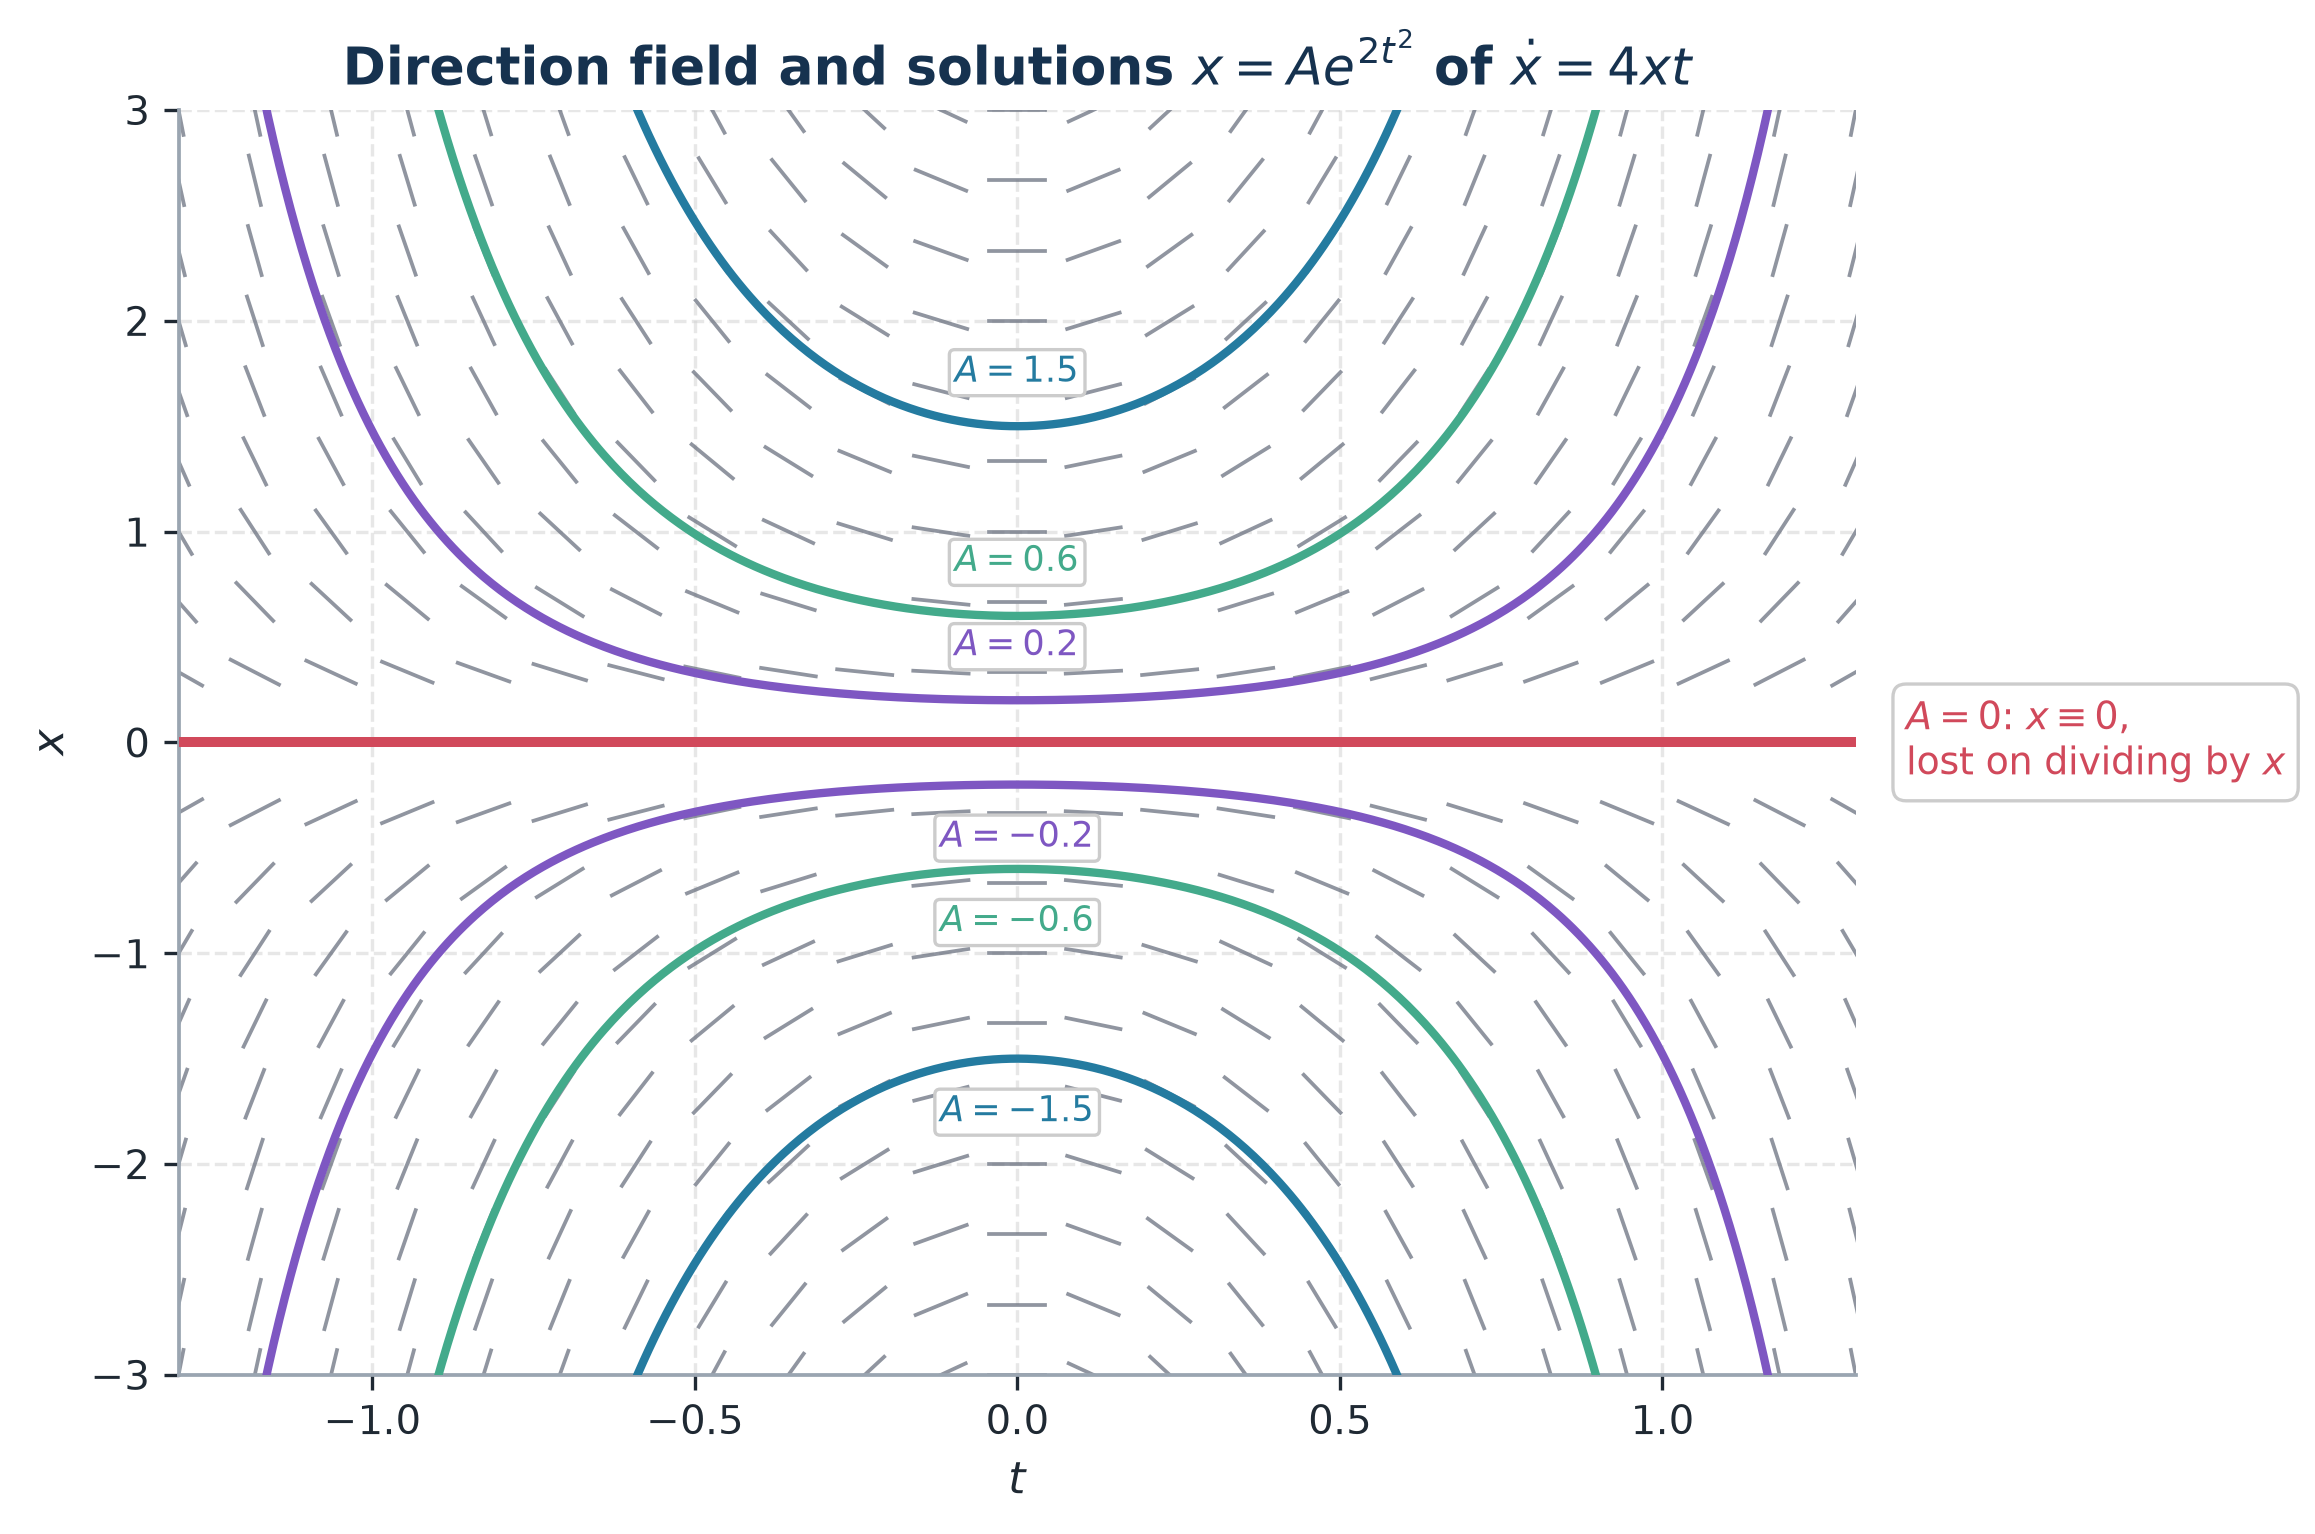 Direction field and solutions $x = Ae^{2t^2}$ of $\dot{x} = 4xt$
3
2
1
0
−1
−2
−3
x
A = 1.5
A = 0.6
A = 0.2
A = −0.2
A = −0.6
A = −1.5
A = 0: x ≡ 0,
lost on dividing by x
−1.0
−0.5
0.0
0.5
1.0
t